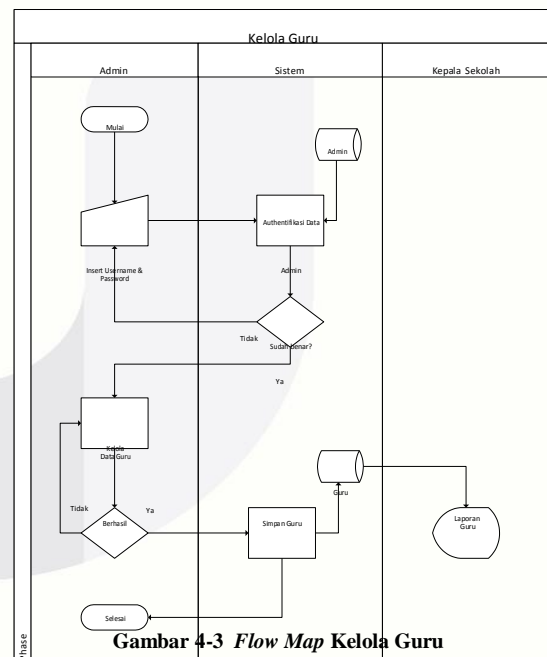 Kelola Guru
Admin
Sistem
Kepala Sekolah
Mulai
Admin
Authentifikasi Data
Insert Username &
Password
Admin
Tidak
Sudah benar?
Ya
Kelola
Data Guru
Guru
Tidak
Ya
Berhasil
Simpan Guru
Laporan
Guru
Selesai
Phase
Gambar 4-3 Flow Map Kelola Guru